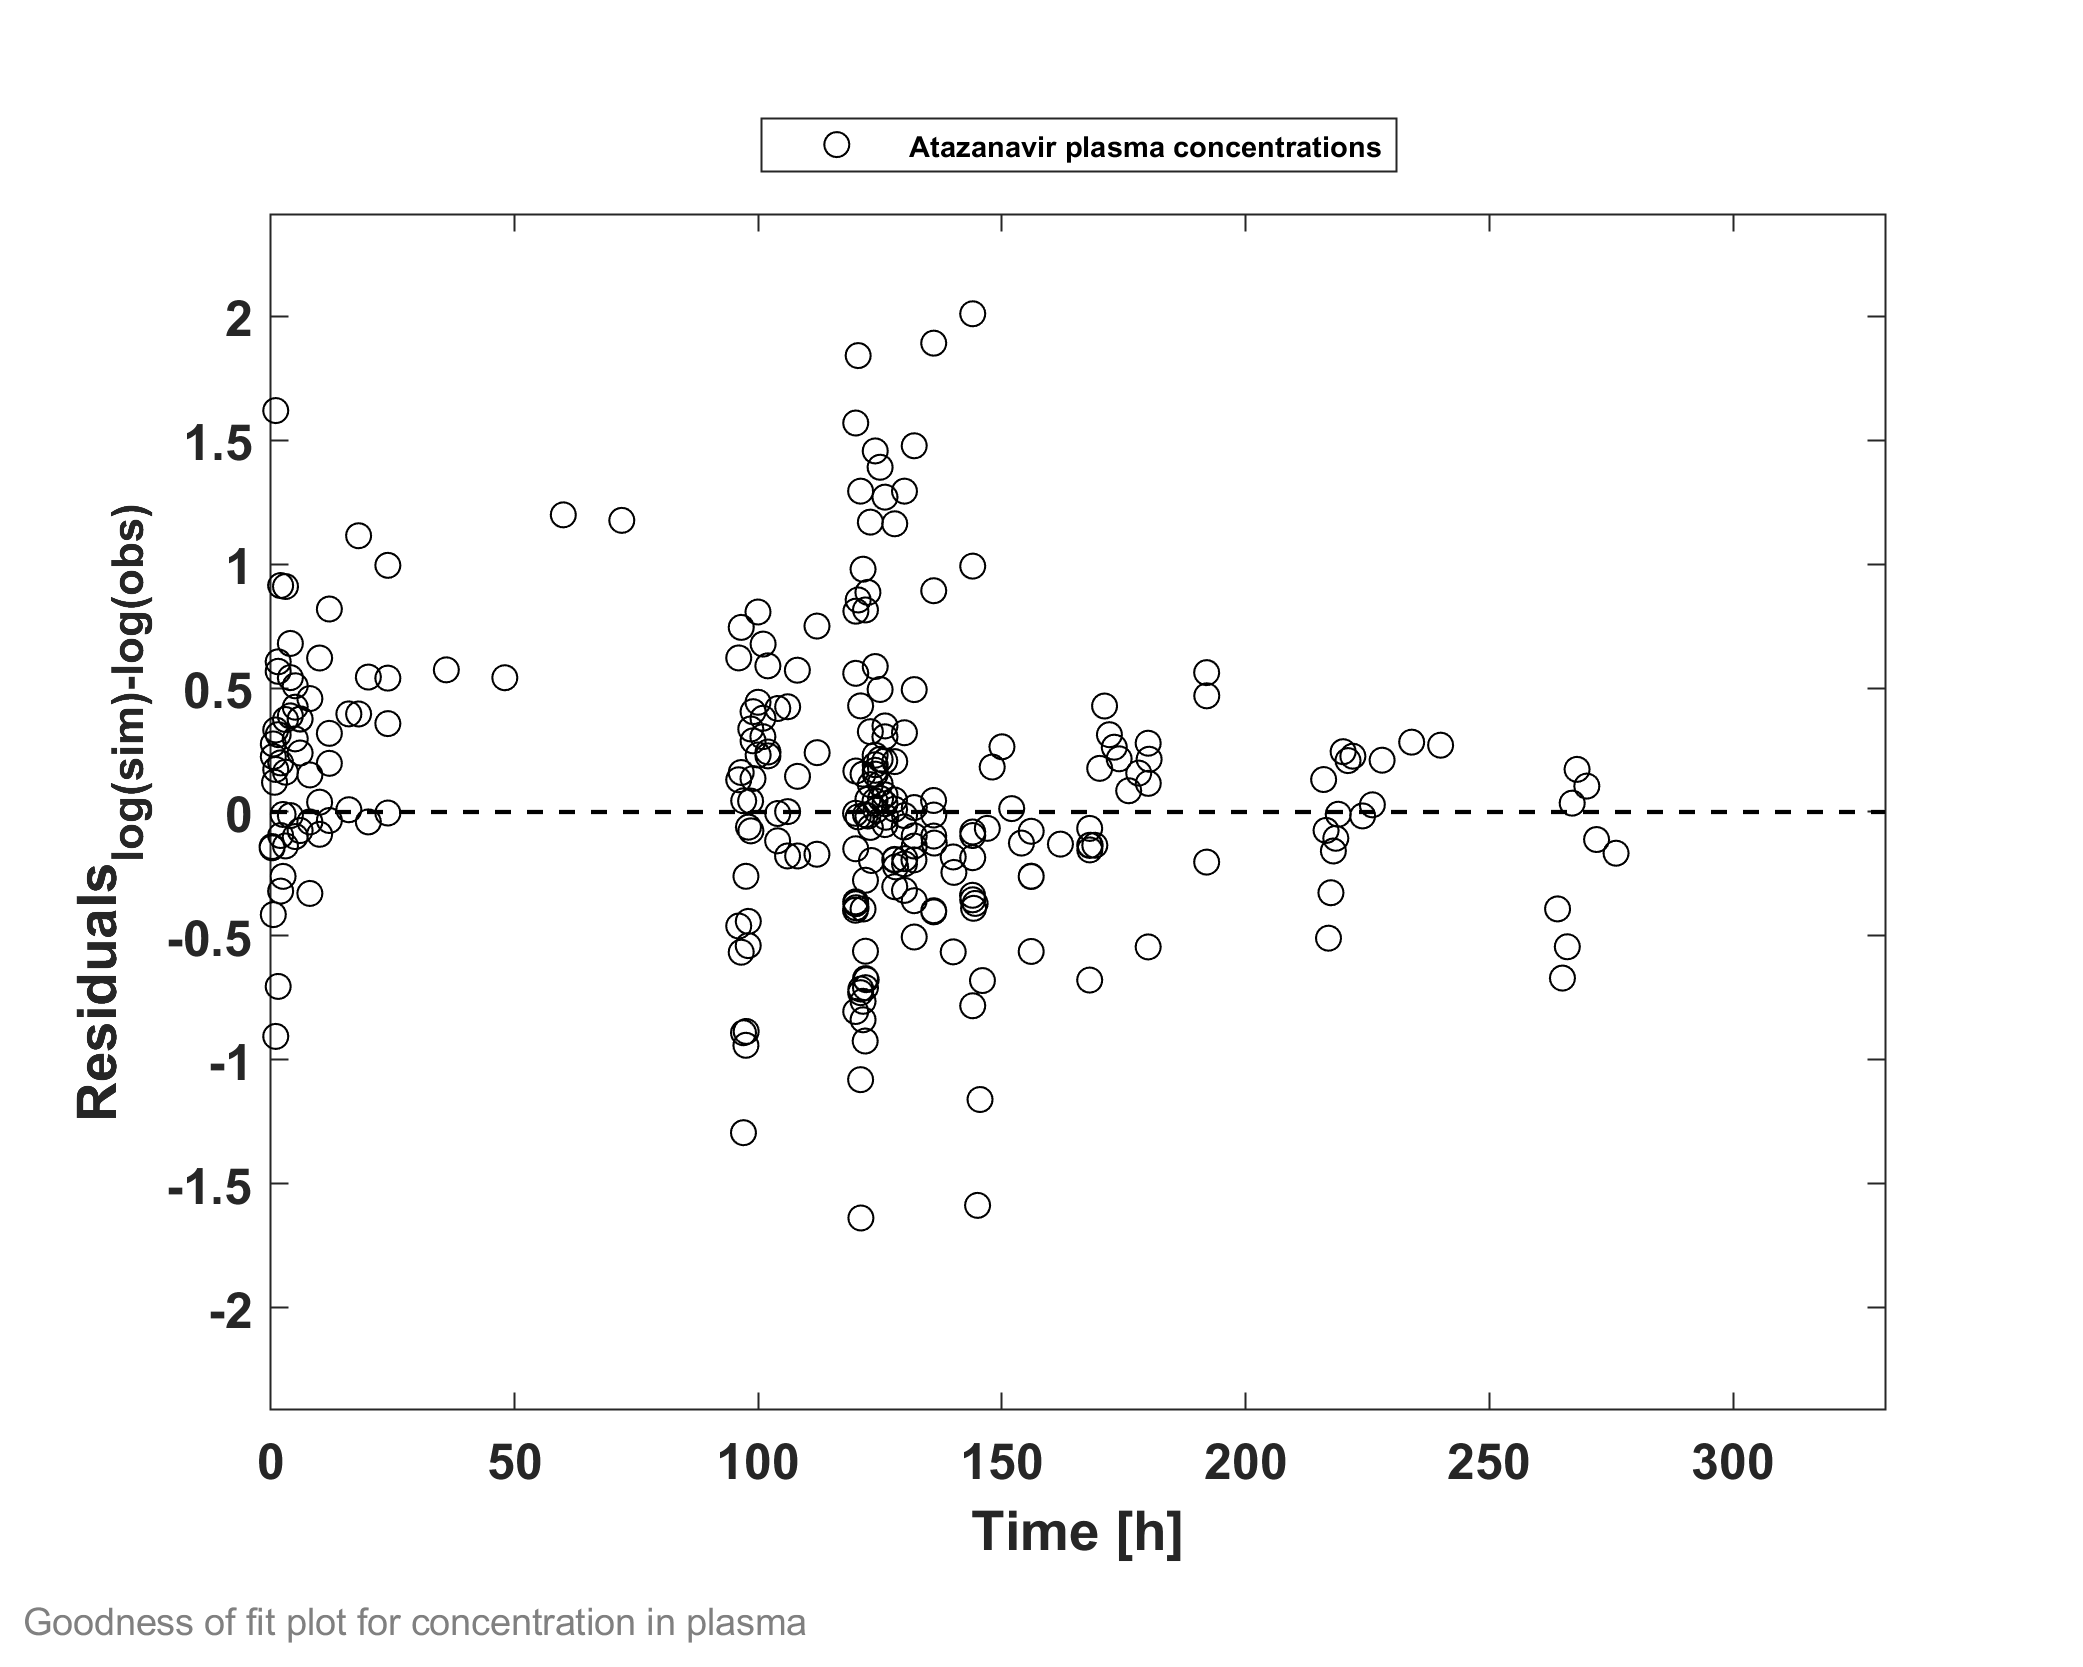 Atazanavir plasma concentrations
2
1.5
1
0.5
0
-0.5
-1
-1.5
-2
Residuals log(sim)-log(obs)
0 50 100 150 200 250 300
Time [h]
Goodness of fit plot for concentration in plasma